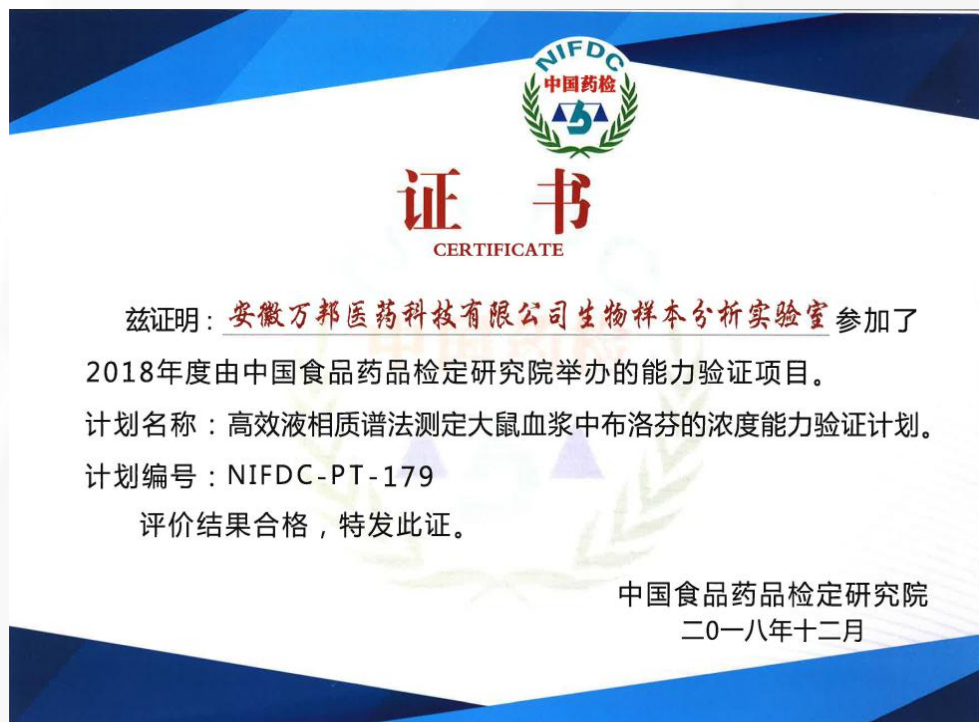 NIFDC
中国药检
证 书
CERTIFICATE
兹证明：安徽万邦医药科技有限公司生物样本分析实验室参加了
2018年度由中国食品药品检定研究院举办的能力验证项目。
计划名称：高效液相质谱法测定大鼠血浆中布洛芬的浓度能力验证计划。
计划编号：NIFDC-PT-179
评价结果合格，特发此证。
中国食品药品检定研究院
二0一八年十二月